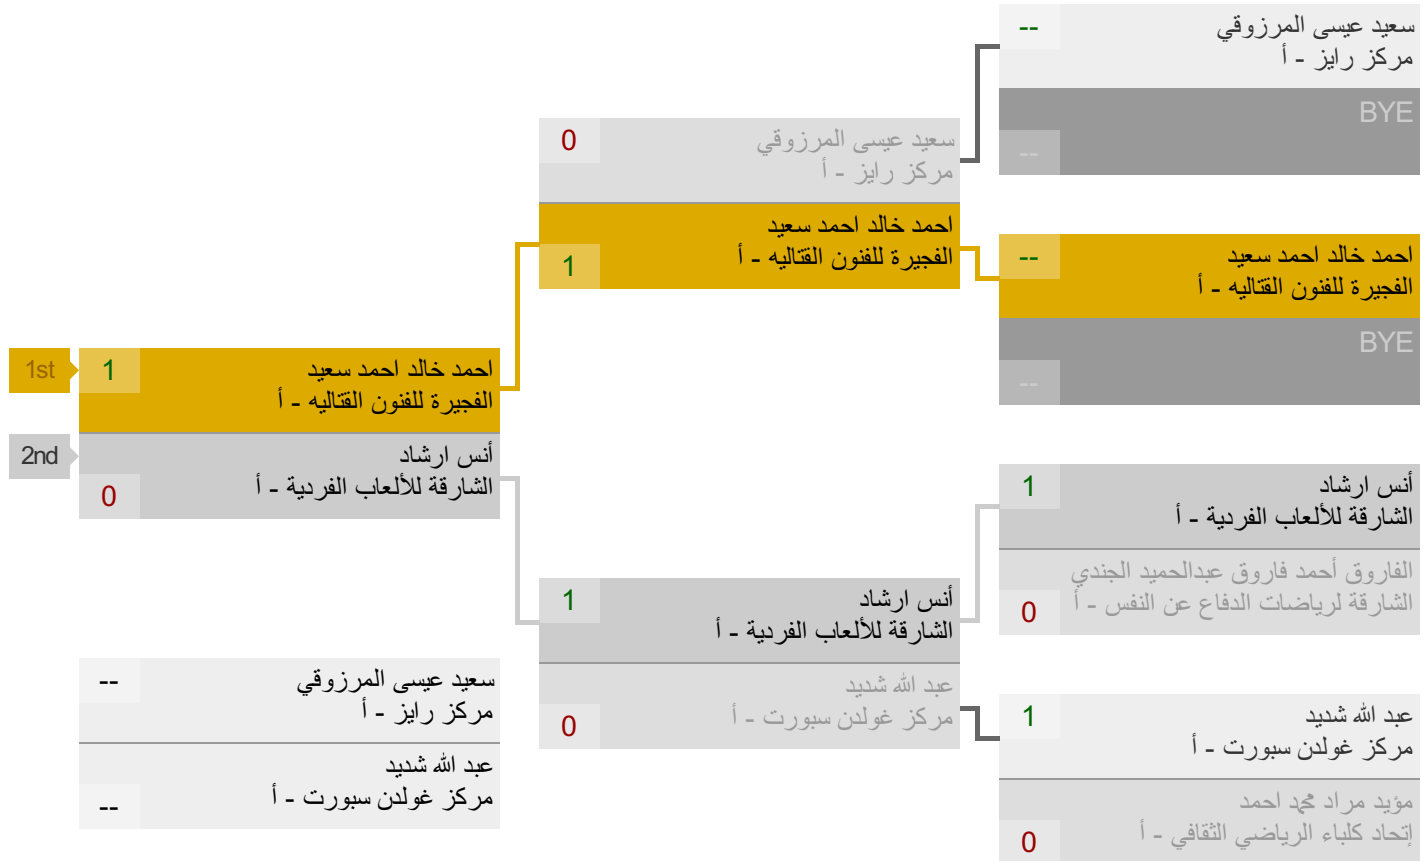 سعيد عيسى المرزوقي
مركز رايز - أ
--
BYE
--
احمد خالد احمد سعيد
الفجيرة للفنون القتاليه - أ
--
BYE
--
أنس ارشاد
الشارقة للألعاب الفردية - أ
1
الفاروق أحمد فاروق عبدالحميد الجندي
الشارقة لرياضات الدفاع عن النفس - أ
0
عبد الله شديد
مركز غولدن سبورت - أ
1
مؤيد مراد محمد احمد
إتحاد كلباء الرياضي الثقافي - أ
0
سعيد عيسى المرزوقي
مركز رايز - أ
0
احمد خالد احمد سعيد
الفجيرة للفنون القتاليه - أ
1
أنس ارشاد
الشارقة للألعاب الفردية - أ
1
عبد الله شديد
مركز غولدن سبورت - أ
0
احمد خالد احمد سعيد
الفجيرة للفنون القتاليه - أ
1
1st
أنس ارشاد
الشارقة للألعاب الفردية - أ
0
2nd
سعيد عيسى المرزوقي
مركز رايز - أ
--
عبد الله شديد
مركز غولدن سبورت - أ
--